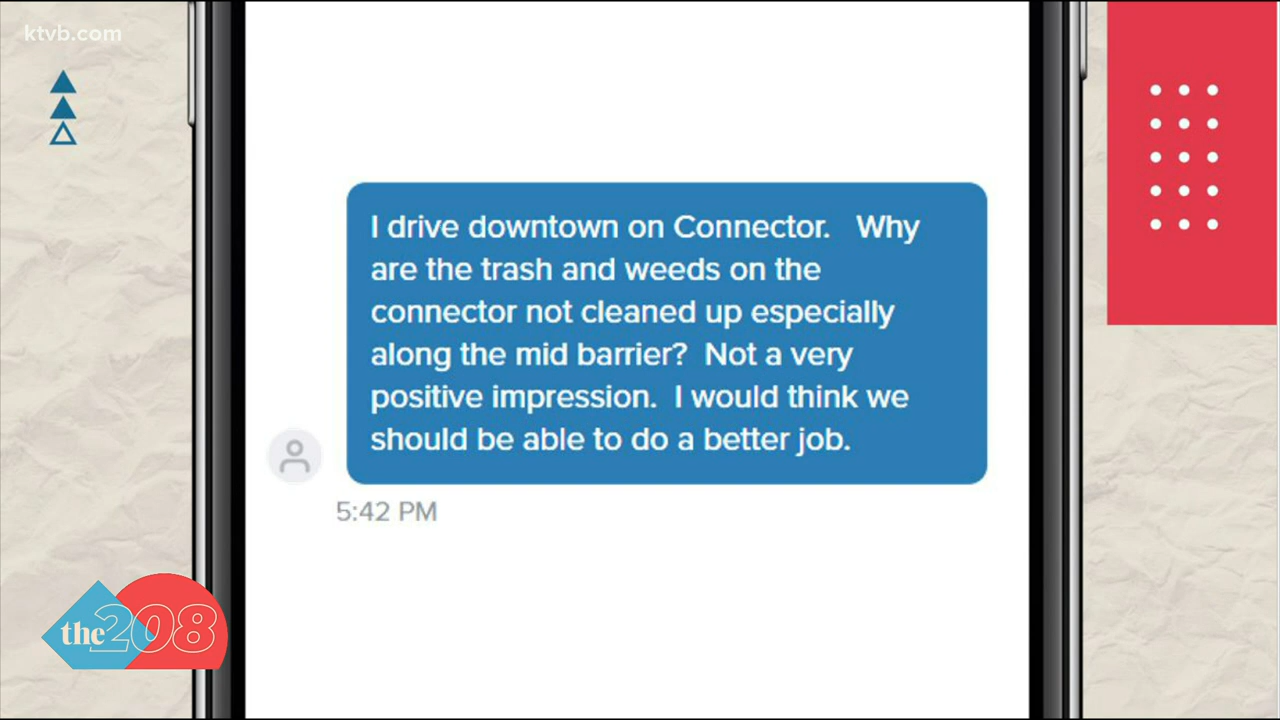 ktvb.com
I drive downtown on Connector.   Why
are the trash and weeds on the
connector not cleaned up especially
along the mid barrier?  Not a very
positive impression.  I would think we
should be able to do a better job.
5:42 PM
the 208